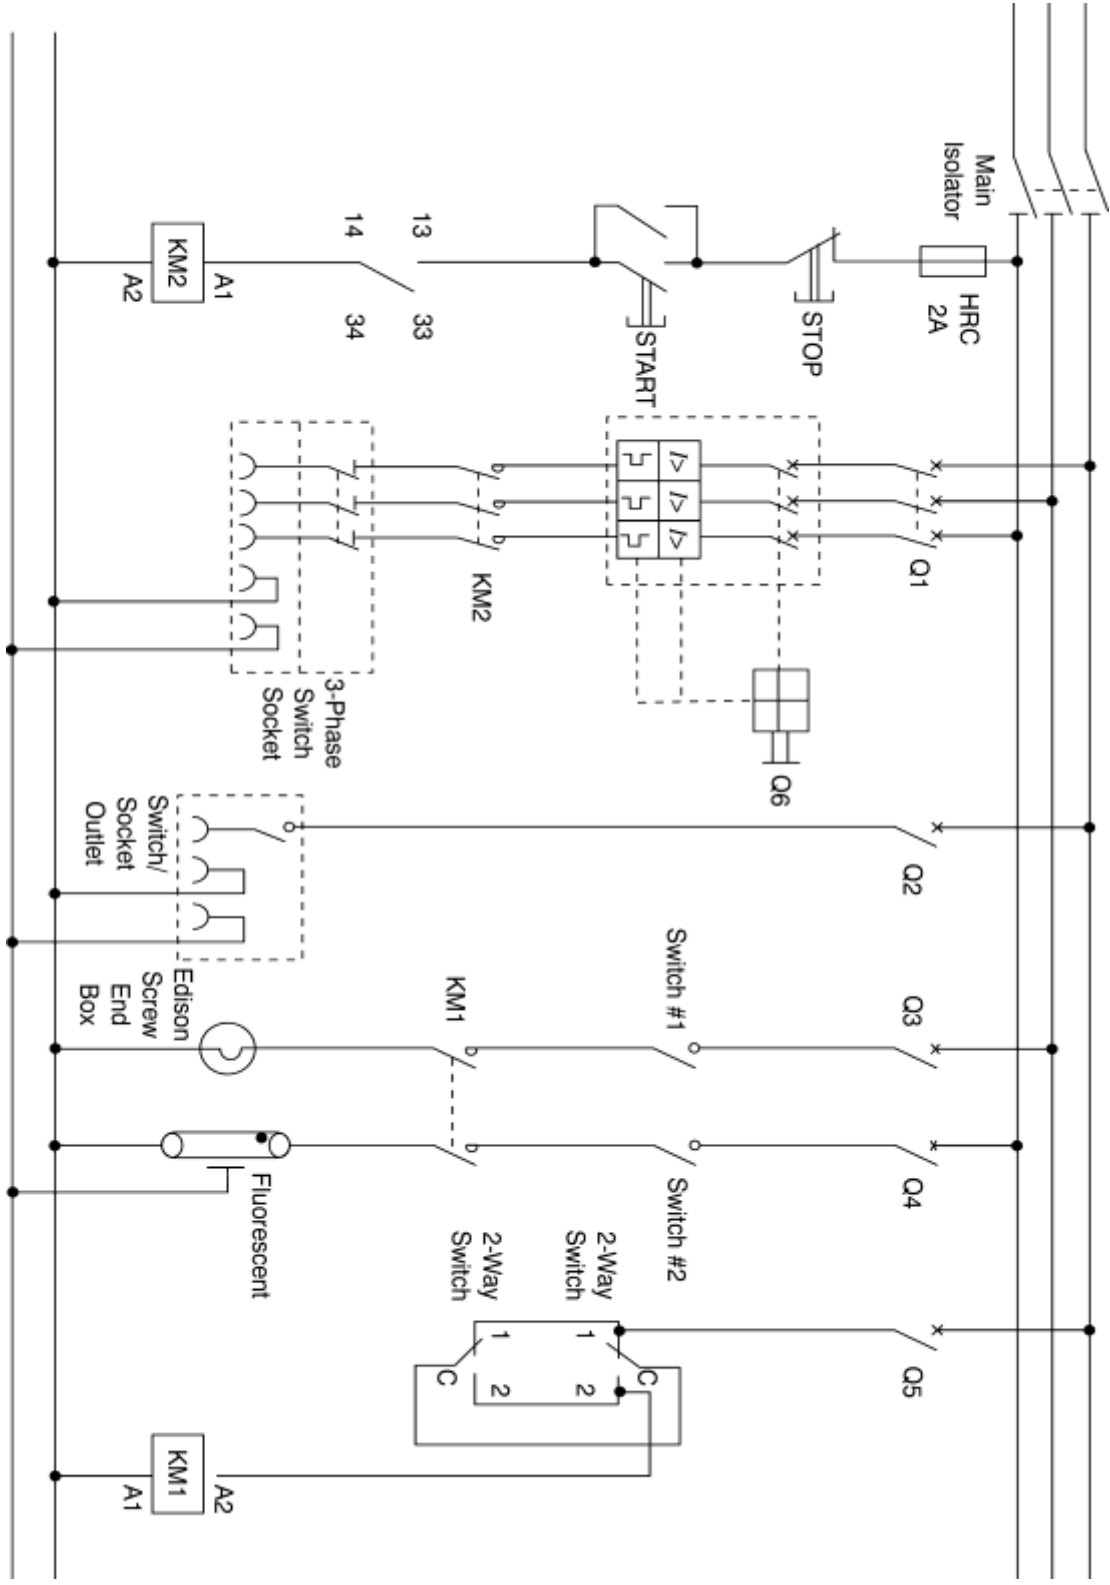 Main
Isolator
HRC
2A
STOP
START
13
14
33
34
A1
KM2
A2
Q1
I>
I>
I>
KM2
Q6
3-Phase
Switch
Socket
Q2
Switch/
Socket
Outlet
Q3
Switch #1
KM1
Edison
Screw
End
Box
Q4
Switch #2
Fluorescent
Q5
2-Way
Switch
2-Way
Switch
1
1
C
C
2
2
A2
KM1
A1